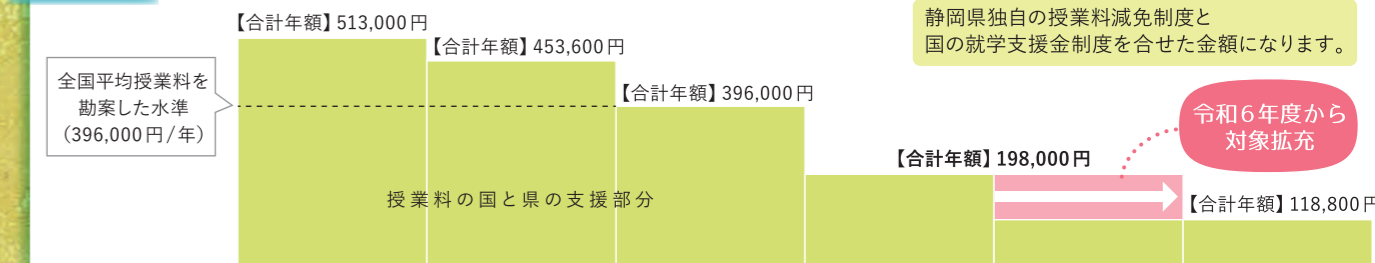 【合計年額】513,000円
【合計年額】453,600円
静岡県独自の授業料減免制度と
国の就学支援金制度を合せた金額になります。
全国平均授業料を
勘案した水準
(396,000円/年)
【合計年額】396,000円
令和6年度から
対象拡充
【合計年額】198,000円
授業料の国と県の支援部分
【合計年額】118,800円